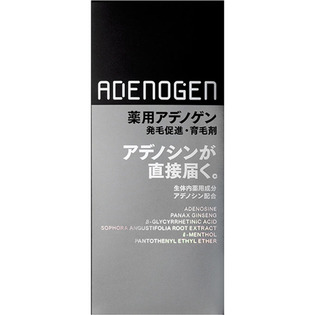 ADENOGEN
薬用アデノゲン
発毛促進・育毛剤
アデノシンが
直接届く。
生体内薬用成分
アデノシン配合
ADENOSINE
PANAX GINSENG
β-GLYCYRRHETINIC ACID
SOPHORA ANGUSTIFOLIA ROOT EXTRACT
ℓ-MENTHOL
PANTOTHENYL ETHYL ETHER